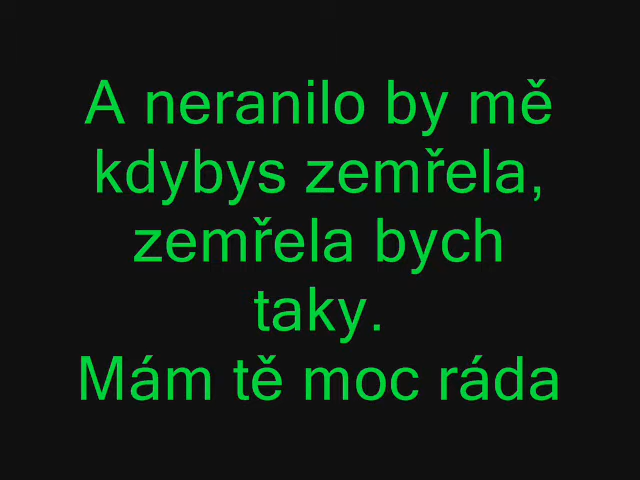 A neranilo by mě
kdybys zemřela,
zemřela bych
taky.
Mám tě moc ráda